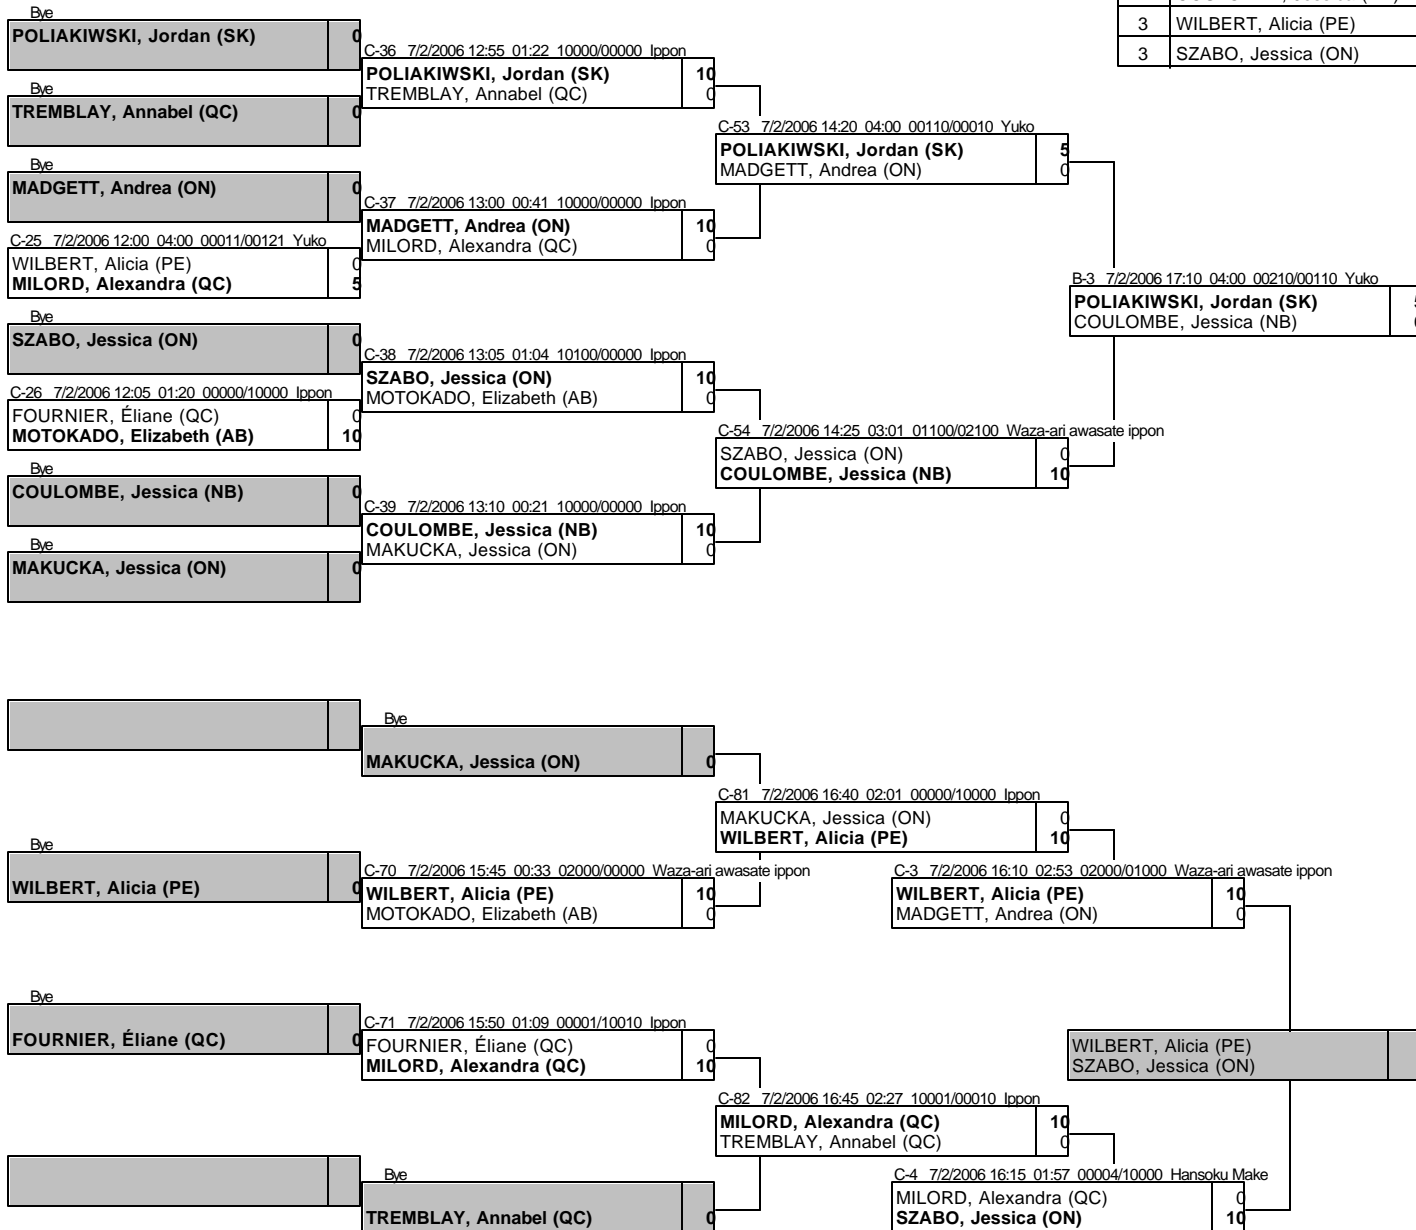 Bye
POLIAKIWSKI, Jordan (SK) 0
Bye
TREMBLAY, Annabel (QC) 0
Bye
MADGETT, Andrea (ON) 0
C-25 7/2/2006 12:00 04:00 00011/00121 Yuko
WILBERT, Alicia (PE) 0
MILORD, Alexandra (QC) 5
Bye
SZABO, Jessica (ON) 0
C-26 7/2/2006 12:05 01:20 00000/10000 Ippon
FOURNIER, Éliane (QC) 0
MOTOKADO, Elizabeth (AB) 10
Bye
COULOMBE, Jessica (NB) 0
Bye
MAKUCKA, Jessica (ON) 0
C-36 7/2/2006 12:55 01:22 10000/00000 Ippon
POLIAKIWSKI, Jordan (SK) 10
TREMBLAY, Annabel (QC) 0
C-37 7/2/2006 13:00 00:41 10000/00000 Ippon
MADGETT, Andrea (ON) 10
MILORD, Alexandra (QC) 0
C-38 7/2/2006 13:05 01:04 10100/00000 Ippon
SZABO, Jessica (ON) 10
MOTOKADO, Elizabeth (AB) 0
C-39 7/2/2006 13:10 00:21 10000/00000 Ippon
COULOMBE, Jessica (NB) 10
MAKUCKA, Jessica (ON) 0
C-53 7/2/2006 14:20 04:00 00110/00010 Yuko
POLIAKIWSKI, Jordan (SK) 5
MADGETT, Andrea (ON) 0
C-54 7/2/2006 14:25 03:01 01100/02100 Waza-ari awasate ippon
SZABO, Jessica (ON) 0
COULOMBE, Jessica (NB) 10
3 WILBERT, Alicia (PE)
3 SZABO, Jessica (ON)
B-3 7/2/2006 17:10 04:00 00210/00110 Yuko
POLIAKIWSKI, Jordan (SK)
COULOMBE, Jessica (NB)
Bye
MAKUCKA, Jessica (ON) 0
Bye
WILBERT, Alicia (PE) 0
C-70 7/2/2006 15:45 00:33 02000/00000 Waza-ari awasate ippon
WILBERT, Alicia (PE) 10
MOTOKADO, Elizabeth (AB) 0
C-81 7/2/2006 16:40 02:01 00000/10000 Ippon
MAKUCKA, Jessica (ON) 0
WILBERT, Alicia (PE) 10
C-3 7/2/2006 16:10 02:53 02000/01000 Waza-ari awasate ippon
WILBERT, Alicia (PE) 10
MADGETT, Andrea (ON) 0
Bye
FOURNIER, Éliane (QC) 0
C-71 7/2/2006 15:50 01:09 00001/10010 Ippon
FOURNIER, Éliane (QC) 0
MILORD, Alexandra (QC) 10
Bye
TREMBLAY, Annabel (QC) 0
C-82 7/2/2006 16:45 02:27 10001/00010 Ippon
MILORD, Alexandra (QC) 10
TREMBLAY, Annabel (QC) 0
C-4 7/2/2006 16:15 01:57 00004/10000 Hansoku Make
MILORD, Alexandra (QC) 0
SZABO, Jessica (ON) 10
WILBERT, Alicia (PE)
SZABO, Jessica (ON)